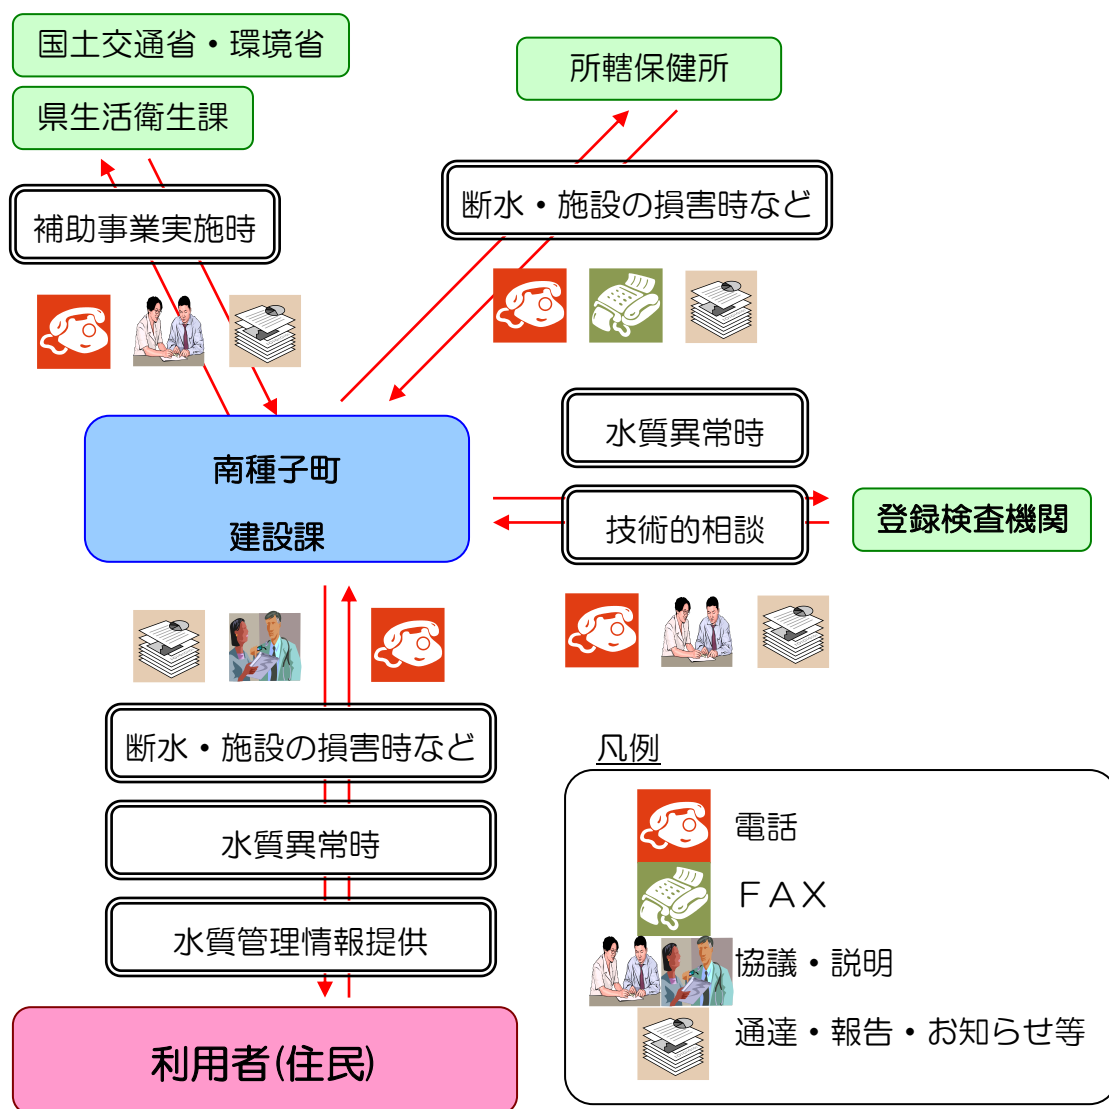 国土交通省・環境省
県生活衛生課
所轄保健所
補助事業実施時
断水・施設の損害時など
南種子町
建設課
水質異常時
技術的相談
登録検査機関
断水・施設の損害時など
水質異常時
水質管理情報提供
利用者(住民)
凡例
電話
ＦＡＸ
協議・説明
通達・報告・お知らせ等